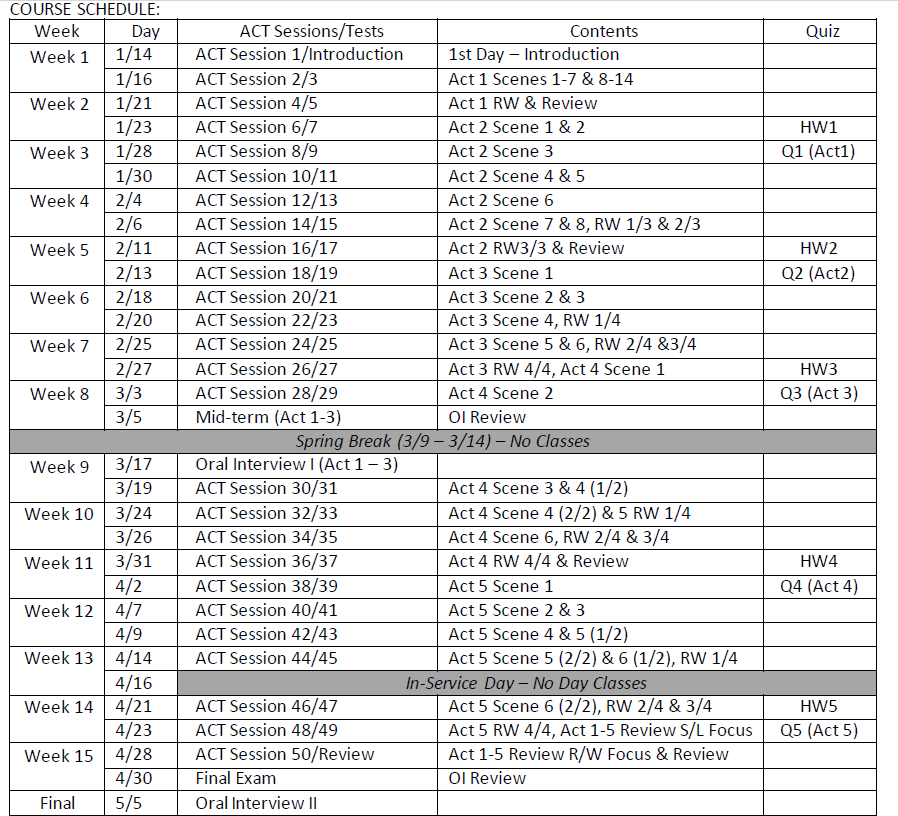 COURSE SCHEDULE:
Week Day ACT Sessions/Tests Contents Quiz
Week 1 1/14 ACT Session 1/Introduction 1st Day – Introduction
1/16 ACT Session 2/3 Act 1 Scenes 1-7 & 8-14
Week 2 1/21 ACT Session 4/5 Act 1 RW & Review
1/23 ACT Session 6/7 Act 2 Scene 1 & 2 HW1
Week 3 1/28 ACT Session 8/9 Act 2 Scene 3 Q1 (Act1)
1/30 ACT Session 10/11 Act 2 Scene 4 & 5
Week 4 2/4 ACT Session 12/13 Act 2 Scene 6
2/6 ACT Session 14/15 Act 2 Scene 7 & 8, RW 1/3 & 2/3
Week 5 2/11 ACT Session 16/17 Act 2 RW3/3 & Review HW2
2/13 ACT Session 18/19 Act 3 Scene 1 Q2 (Act2)
Week 6 2/18 ACT Session 20/21 Act 3 Scene 2 & 3
2/20 ACT Session 22/23 Act 3 Scene 4, RW 1/4
Week 7 2/25 ACT Session 24/25 Act 3 Scene 5 & 6, RW 2/4 &3/4
2/27 ACT Session 26/27 Act 3 RW 4/4, Act 4 Scene 1 HW3
Week 8 3/3 ACT Session 28/29 Act 4 Scene 2 Q3 (Act 3)
3/5 Mid-term (Act 1-3) OI Review
Spring Break (3/9 – 3/14) – No Classes
Week 9 3/17 Oral Interview I (Act 1 – 3)
3/19 ACT Session 30/31 Act 4 Scene 3 & 4 (1/2)
Week 10 3/24 ACT Session 32/33 Act 4 Scene 4 (2/2) & 5 RW 1/4
3/26 ACT Session 34/35 Act 4 Scene 6, RW 2/4 & 3/4
Week 11 3/31 ACT Session 36/37 Act 4 RW 4/4 & Review HW4
4/2 ACT Session 38/39 Act 5 Scene 1 Q4 (Act 4)
Week 12 4/7 ACT Session 40/41 Act 5 Scene 2 & 3
4/9 ACT Session 42/43 Act 5 Scene 4 & 5 (1/2)
Week 13 4/14 ACT Session 44/45 Act 5 Scene 5 (2/2) & 6 (1/2), RW 1/4
4/16 In-Service Day – No Day Classes
Week 14 4/21 ACT Session 46/47 Act 5 Scene 6 (2/2), RW 2/4 & 3/4 HW5
4/23 ACT Session 48/49 Act 5 RW 4/4, Act 1-5 Review S/L Focus Q5 (Act 5)
Week 15 4/28 ACT Session 50/Review Act 1-5 Review R/W Focus & Review
4/30 Final Exam OI Review
Final 5/5 Oral Interview II